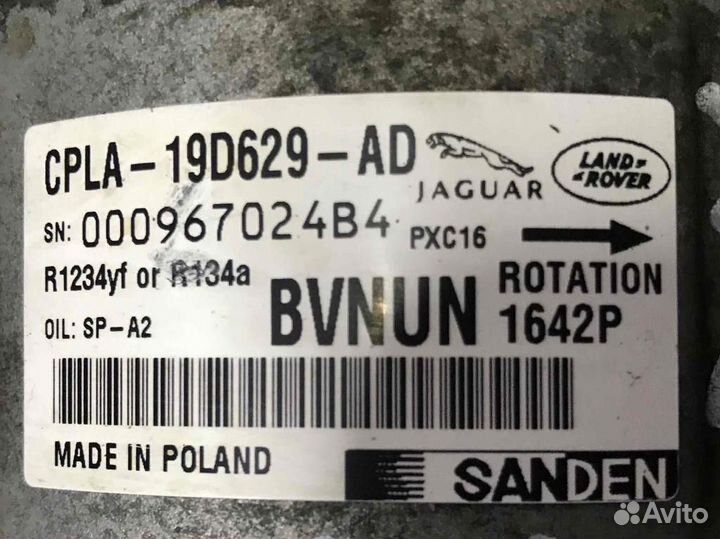 CPLA-19D629-AD
JAGUAR
LAND ROVER
SN: 000967024B4
PXC16
R1234yf or R134a
BVNUN
ROTATION
OIL: SP-A2
1642P
MADE IN POLAND
SANDEN
Avito